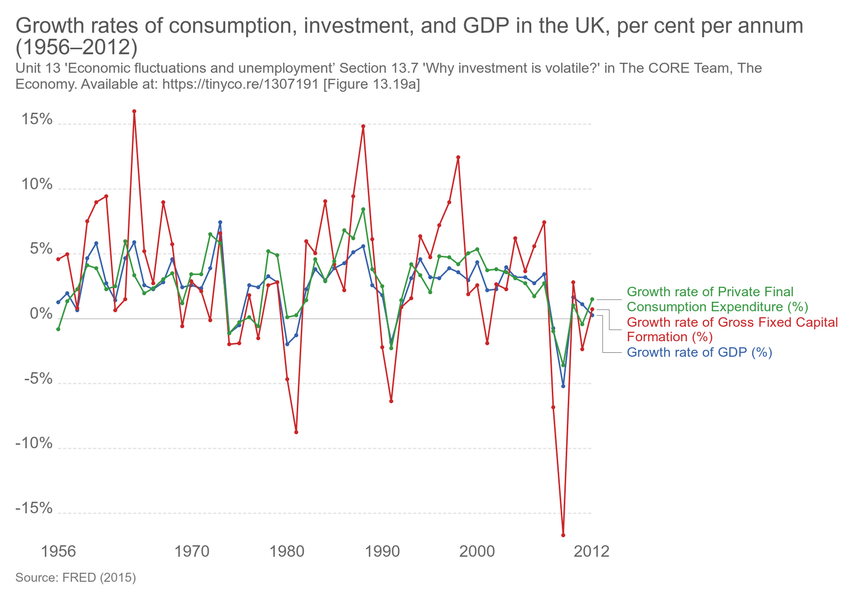 Growth rates of consumption, investment, and GDP in the UK, per cent per annum
(1956–2012)
Unit 13 'Economic fluctuations and unemployment’ Section 13.7 'Why investment is volatile?' in The CORE Team, The
Economy. Available at: https://tinyco.re/1307191 [Figure 13.19a]
15%
10%
5%
0%
-5%
-10%
-15%
Growth rate of Private Final
Consumption Expenditure (%)
Growth rate of Gross Fixed Capital
Formation (%)
Growth rate of GDP (%)
1956
1970
1980
1990
2000
2012
Source: FRED (2015)